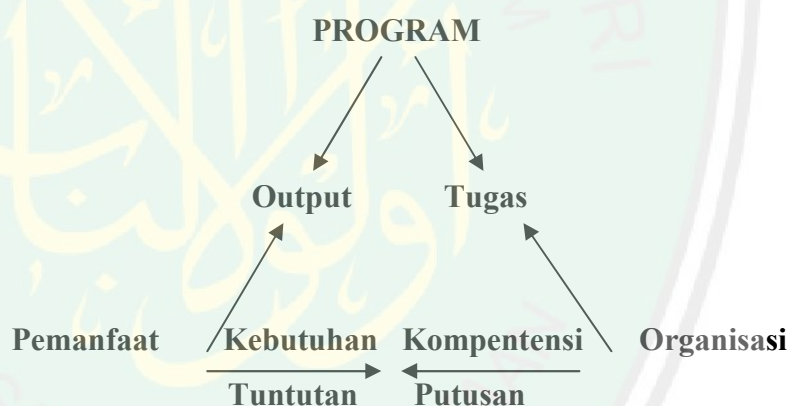 PROGRAM
Output Tugas
Pemanfaat Kebutuhan Kompentensi Organisasi
Tuntutan Putusan